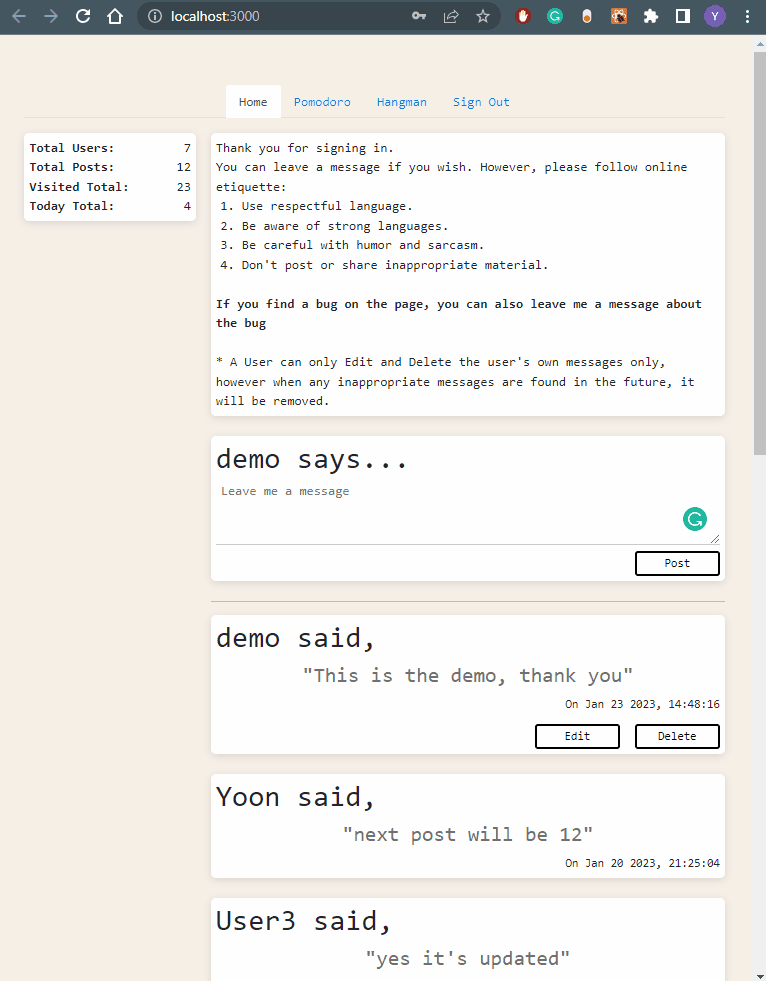 localhost:3000
Y
Home Pomodoro Hangman Sign Out
Total Users: 7
Total Posts: 12
Visited Total: 23
Today Total: 4
Thank you for signing in.
You can leave a message if you wish. However, please follow online
etiquette:
1. Use respectful language.
2. Be aware of strong languages.
3. Be careful with humor and sarcasm.
4. Don't post or share inappropriate material.
If you find a bug on the page, you can also leave me a message about
the bug
* A User can only Edit and Delete the user's own messages only,
however when any inappropriate messages are found in the future, it
will be removed.
demo says...
Leave me a message
Post
demo said,
"This is the demo, thank you"
On Jan 23 2023, 14:48:16
Edit Delete
Yoon said,
"next post will be 12"
On Jan 20 2023, 21:25:04
User3 said,
"yes it's updated"